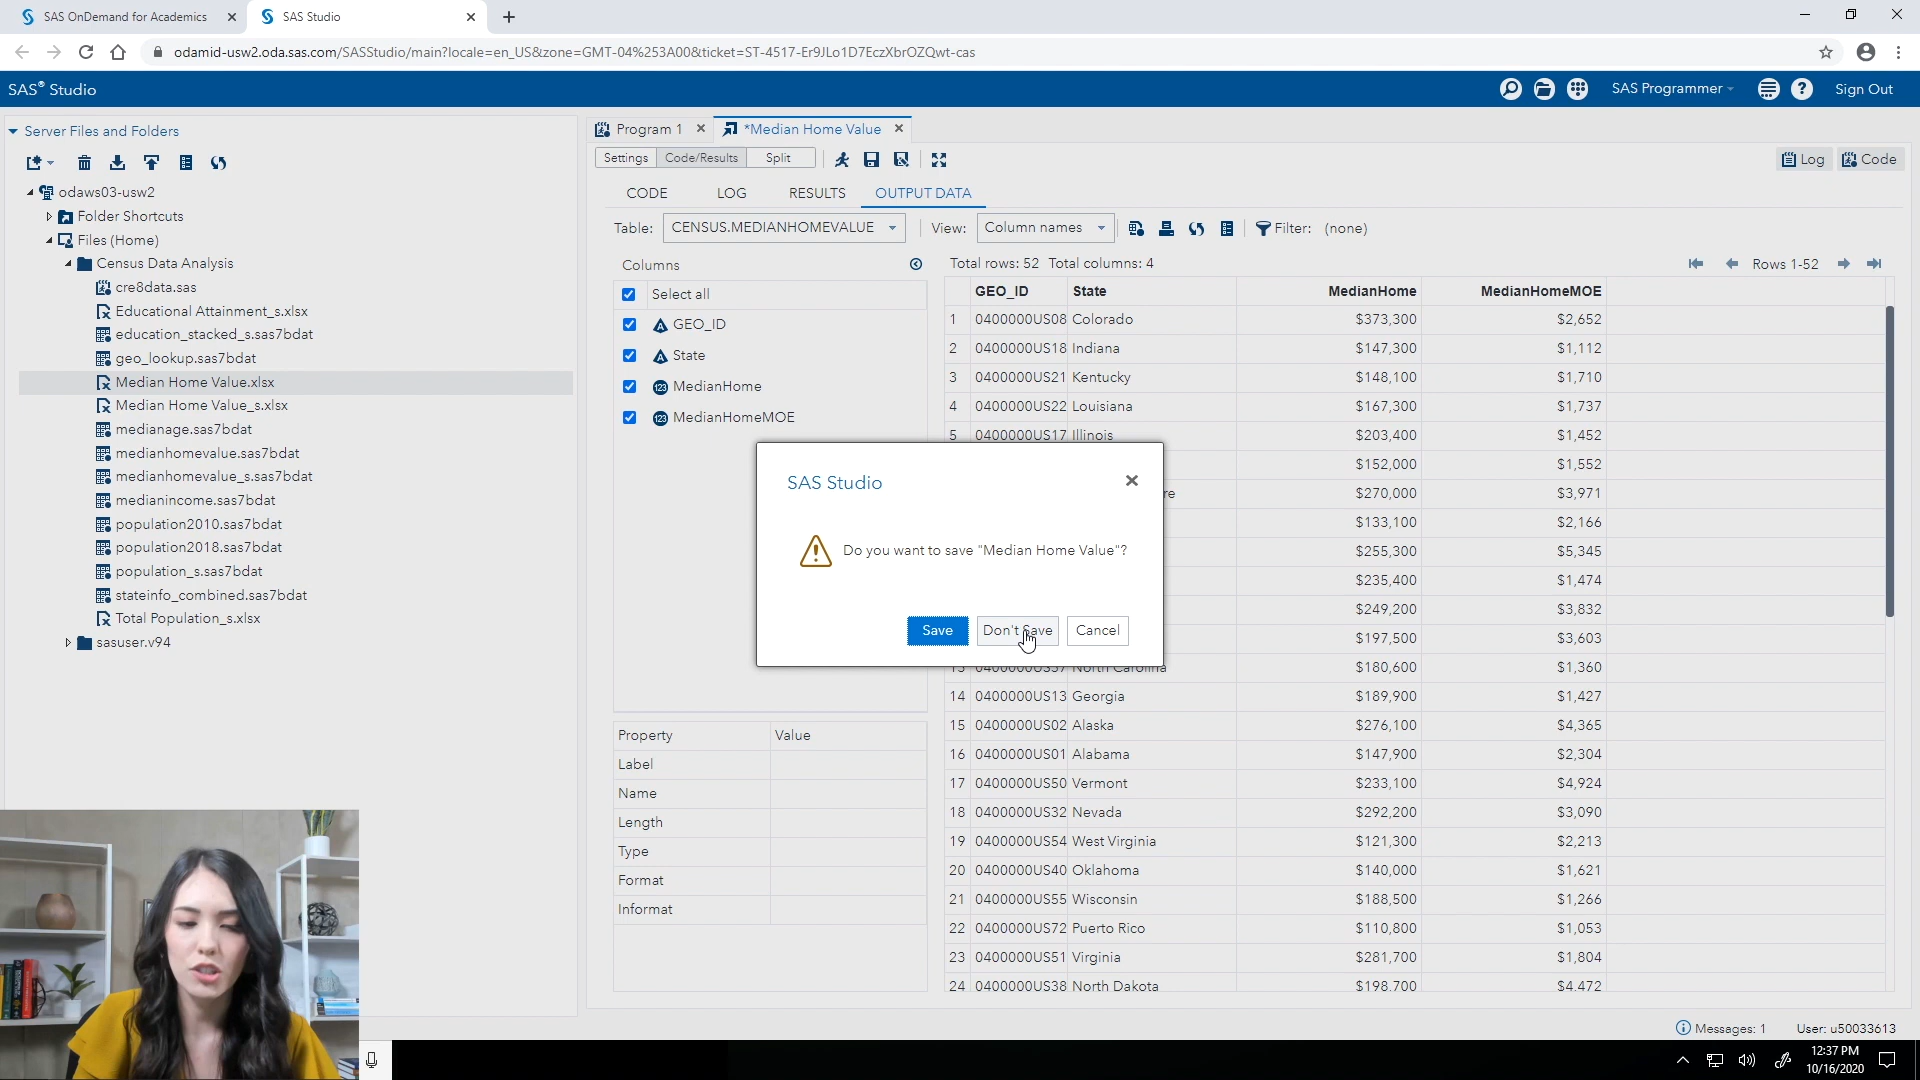 SAS OnDemand for Academics
SAS Studio
odamid-usw2.oda.sas.com/SASStudio/main?locale=en_US&zone=GMT-04%253A00&ticket=ST-4517-Er9JLo1D7EczXbrOZQwt-cas
SAS® Studio
SAS Programmer
Sign Out
Server Files and Folders
odaws03-usw2
Folder Shortcuts
Files (Home)
Census Data Analysis
cre8data.sas
Educational Attainment_s.xlsx
education_stacked_s.sas7bdat
geo_lookup.sas7bdat
Median Home Value.xlsx
Median Home Value_s.xlsx
medianage.sas7bdat
medianhomevalue.sas7bdat
medianhomevalue_s.sas7bdat
medianincome.sas7bdat
population2010.sas7bdat
population2018.sas7bdat
population_s.sas7bdat
stateinfo_combined.sas7bdat
Total Population_s.xlsx
sasuser.v94
Program 1
*Median Home Value
Settings Code/Results Split
Log Code
CODE LOG RESULTS OUTPUT DATA
Table: CENSUS.MEDIANHOMEVALUE View: Column names Filter: (none)
Columns
Select all
GEO_ID
State
MedianHome
MedianHomeMOE
Property Value
Label
Name
Length
Type
Format
Informat
Total rows: 52 Total columns: 4 Rows 1-52
GEO_ID State MedianHome MedianHomeMOE
1 0400000US08 Colorado $373,300 $2,652
2 0400000US18 Indiana $147,300 $1,112
3 0400000US21 Kentucky $148,100 $1,710
4 0400000US22 Louisiana $167,300 $1,737
5 0400000US17 Illinois $203,400 $1,452
$152,000 $1,552
re $270,000 $3,971
$133,100 $2,166
$255,300 $5,345
$235,400 $1,474
$249,200 $3,832
$197,500 $3,603
13 0400000US37 North Carolina $180,600 $1,360
14 0400000US13 Georgia $189,900 $1,427
15 0400000US02 Alaska $276,100 $4,365
16 0400000US01 Alabama $147,900 $2,304
17 0400000US50 Vermont $233,100 $4,924
18 0400000US32 Nevada $292,200 $3,090
19 0400000US54 West Virginia $121,300 $2,213
20 0400000US40 Oklahoma $140,000 $1,621
21 0400000US55 Wisconsin $188,500 $1,266
22 0400000US72 Puerto Rico $110,800 $1,053
23 0400000US51 Virginia $281,700 $1,804
24 0400000US38 North Dakota $198,700 $4,472
SAS Studio
Do you want to save "Median Home Value"?
Save Don't Save Cancel
Messages: 1 User: u50033613
12:37 PM
10/16/2020